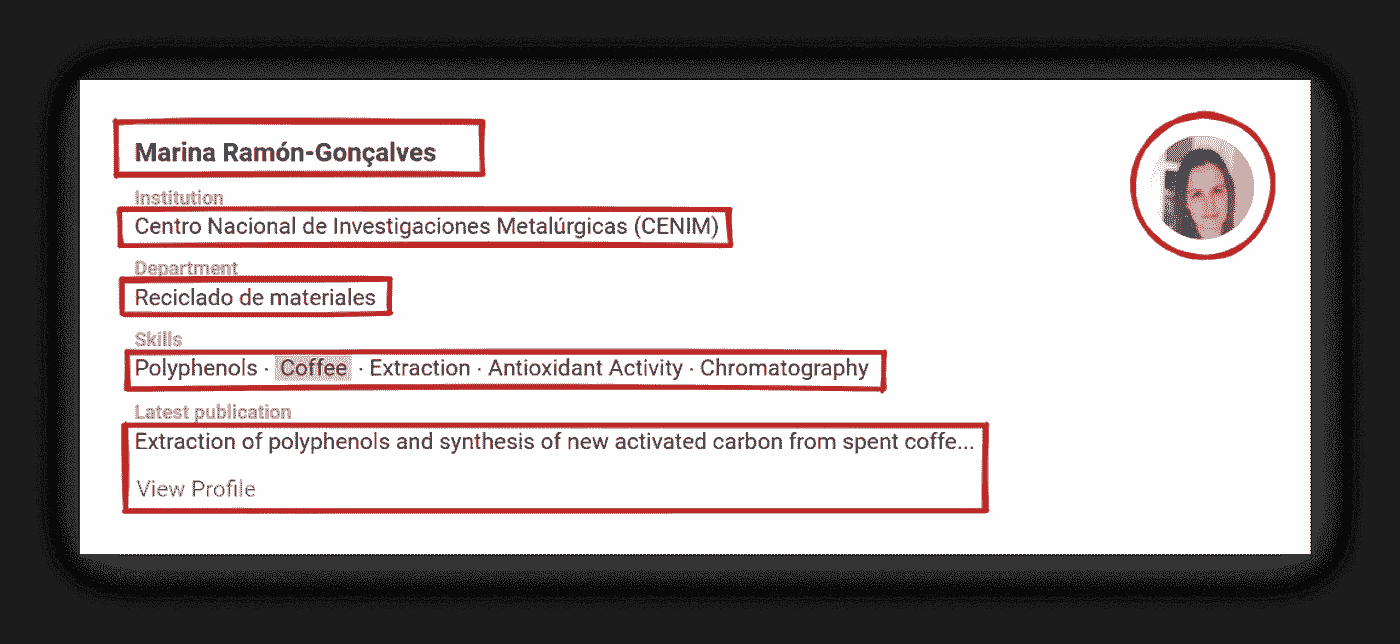 Marina Ramón-Gonçalves
Institution
Centro Nacional de Investigaciones Metalúrgicas (CENIM)
Department
Reciclado de materiales
Skills
Polyphenols · Coffee · Extraction · Antioxidant Activity · Chromatography
Latest publication
Extraction of polyphenols and synthesis of new activated carbon from spent coffe...
View Profile